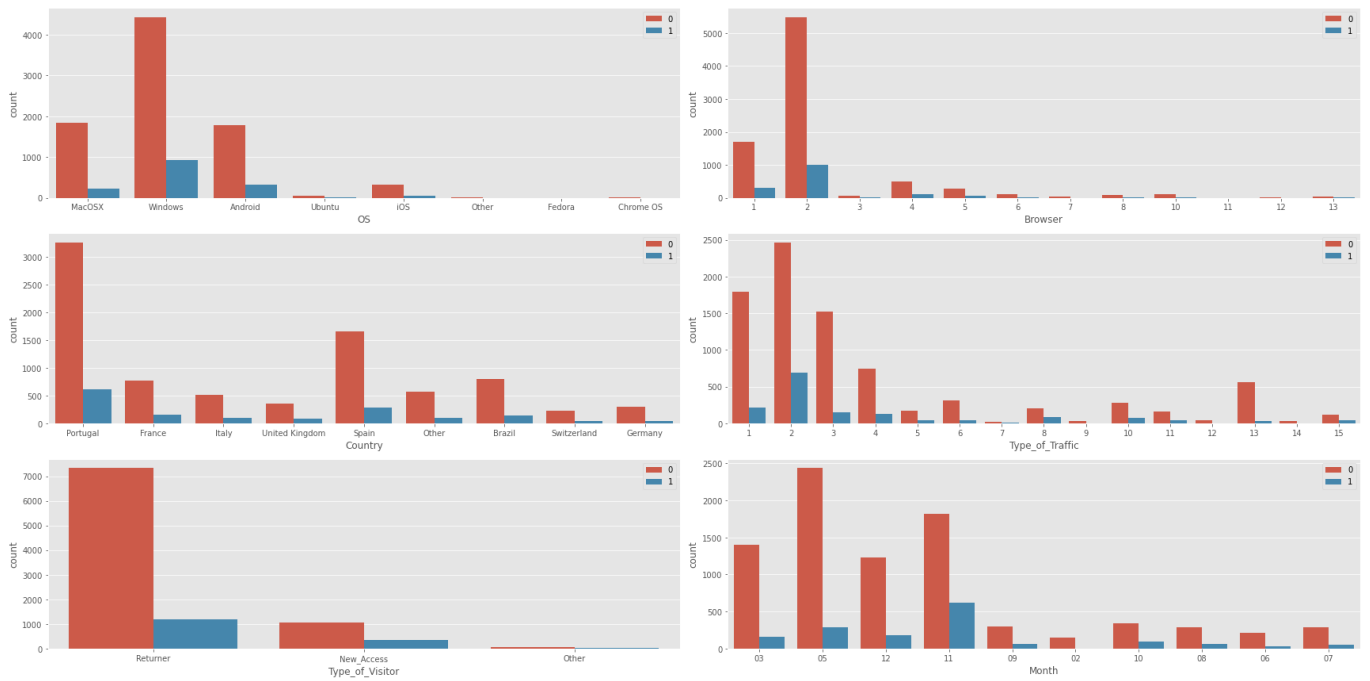 4000
3000
2000
1000
0
count
MacOSX Windows Android Ubuntu iOS Other Fedora Chrome OS
OS
0
1
5000
4000
3000
2000
1000
0
count
1 2 3 4 5 6 7 8 10 11 12 13
Browser
0
1
3000
2500
2000
1500
1000
500
0
count
Portugal France Italy United Kingdom Spain Other Brazil Switzerland Germany
Country
0
1
2500
2000
1500
1000
500
0
count
1 2 3 4 5 6 7 8 9 10 11 12 13 14 15
Type_of_Traffic
0
1
7000
6000
5000
4000
3000
2000
1000
0
count
Returner New_Access Other
Type_of_Visitor
0
1
2500
2000
1500
1000
500
0
count
03 05 12 11 09 02 10 08 06 07
Month
0
1